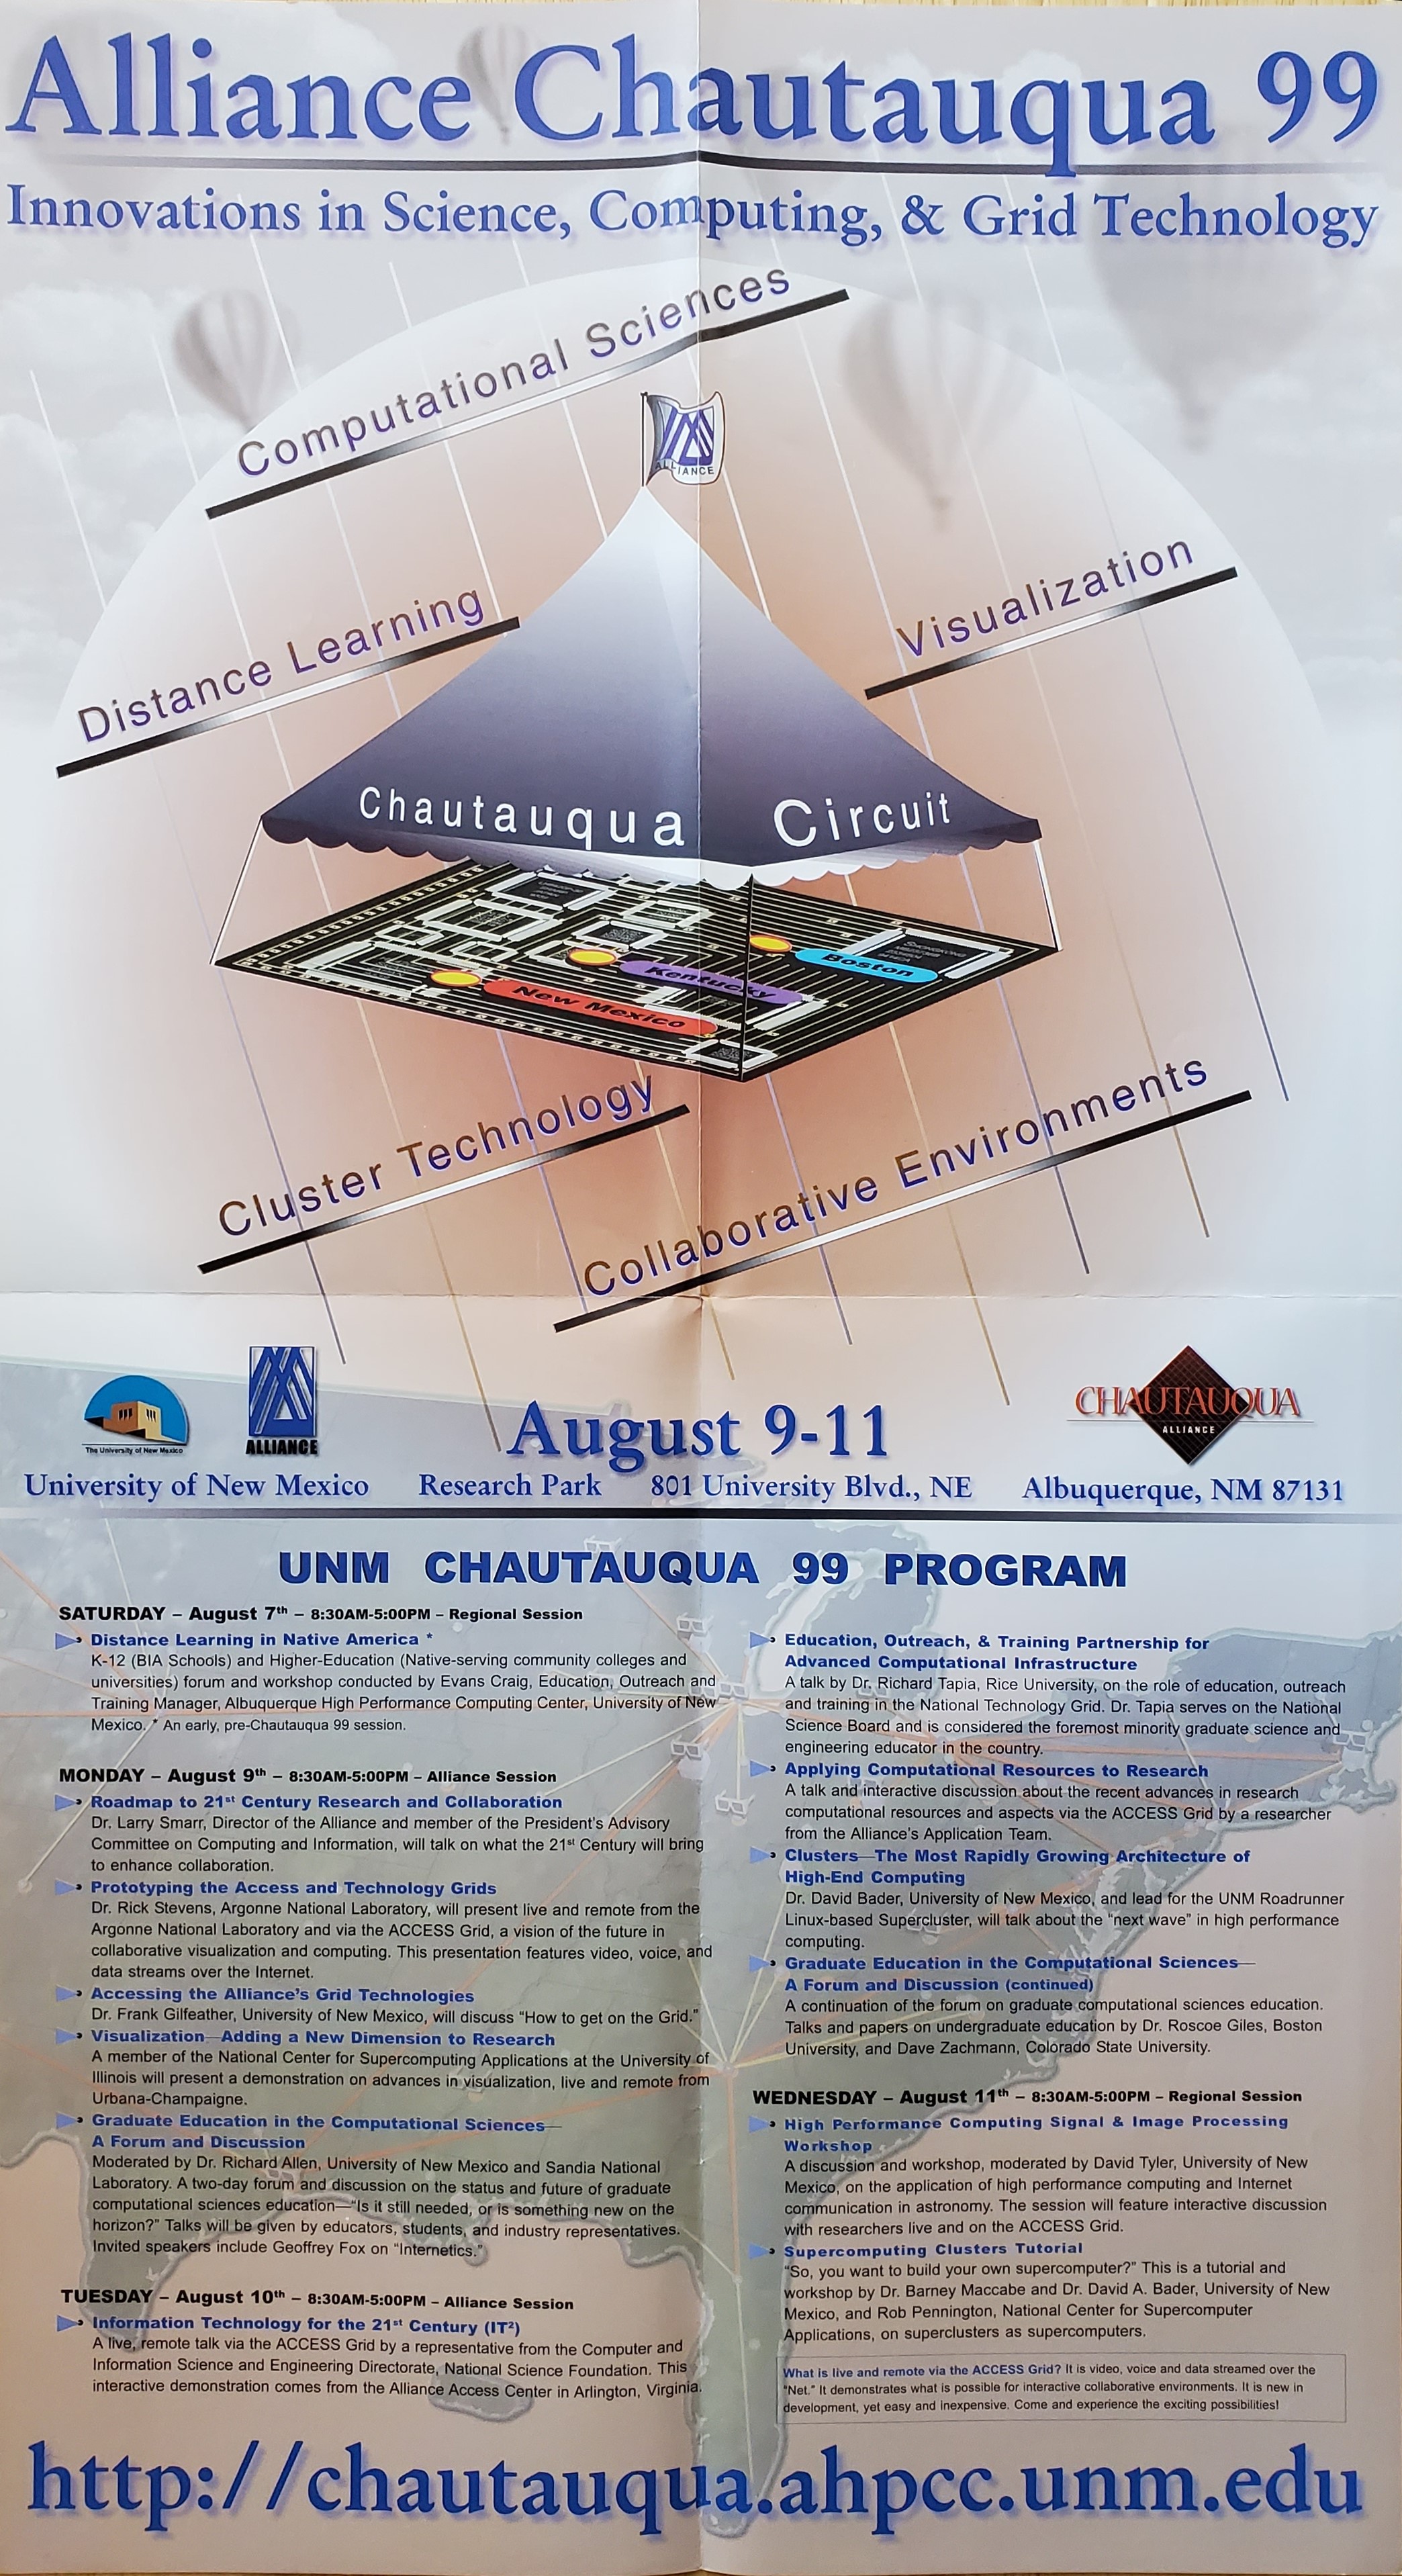 Alliance Chautauqua 99
Innovations in Science, Computing, & Grid Technology
Computational Sciences
ALLIANCE
Visualization
Distance Learning
Chautauqua Circuit
Boston
Kentucky
New Mexico
Cluster Technology
Collaborative Environments
The University of New Mexico
ALLIANCE
August 9-11
CHAUTAUQUA
ALLIANCE
University of New Mexico Research Park 801 University Blvd., NE Albuquerque, NM 87131
UNM CHAUTAUQUA 99 PROGRAM
SATURDAY – August 7th – 8:30AM-5:00PM – Regional Session
Distance Learning in Native America *
K-12 (BIA Schools) and Higher-Education (Native-serving community colleges and
universities) forum and workshop conducted by Evans Craig, Education, Outreach and
Training Manager, Albuquerque High Performance Computing Center, University of New
Mexico. * An early, pre-Chautauqua 99 session.
MONDAY – August 9th – 8:30AM-5:00PM – Alliance Session
Roadmap to 21st Century Research and Collaboration
Dr. Larry Smarr, Director of the Alliance and member of the President's Advisory
Committee on Computing and Information, will talk on what the 21st Century will bring
to enhance collaboration.
Prototyping the Access and Technology Grids
Dr. Rick Stevens, Argonne National Laboratory, will present live and remote from the
Argonne National Laboratory and via the ACCESS Grid, a vision of the future in
collaborative visualization and computing. This presentation features video, voice, and
data streams over the Internet.
Accessing the Alliance's Grid Technologies
Dr. Frank Gilfeather, University of New Mexico, will discuss "How to get on the Grid."
Visualization—Adding a New Dimension to Research
A member of the National Center for Supercomputing Applications at the University of
Illinois will present a demonstration on advances in visualization, live and remote from
Urbana-Champaigne.
Graduate Education in the Computational Sciences—
A Forum and Discussion
Moderated by Dr. Richard Allen, University of New Mexico and Sandia National
Laboratory. A two-day forum and discussion on the status and future of graduate
computational sciences education—"Is it still needed, or is something new on the
horizon?" Talks will be given by educators, students, and industry representatives.
Invited speakers include Geoffrey Fox on "Internetics."
TUESDAY – August 10th – 8:30AM-5:00PM – Alliance Session
Information Technology for the 21st Century (IT²)
A live, remote talk via the ACCESS Grid by a representative from the Computer and
Information Science and Engineering Directorate, National Science Foundation. This
interactive demonstration comes from the Alliance Access Center in Arlington, Virginia.
Education, Outreach, & Training Partnership for
Advanced Computational Infrastructure
A talk by Dr. Richard Tapia, Rice University, on the role of education, outreach
and training in the National Technology Grid. Dr. Tapia serves on the National
Science Board and is considered the foremost minority graduate science and
engineering educator in the country.
Applying Computational Resources to Research
A talk and interactive discussion about the recent advances in research
computational resources and aspects via the ACCESS Grid by a researcher
from the Alliance's Application Team.
Clusters—The Most Rapidly Growing Architecture of
High-End Computing
Dr. David Bader, University of New Mexico, and lead for the UNM Roadrunner
Linux-based Supercluster, will talk about the "next wave" in high performance
computing.
Graduate Education in the Computational Sciences—
A Forum and Discussion (continued)
A continuation of the forum on graduate computational sciences education.
Talks and papers on undergraduate education by Dr. Roscoe Giles, Boston
University, and Dave Zachmann, Colorado State University.
WEDNESDAY – August 11th – 8:30AM-5:00PM – Regional Session
High Performance Computing Signal & Image Processing
Workshop
A discussion and workshop, moderated by David Tyler, University of New
Mexico, on the application of high performance computing and Internet
communication in astronomy. The session will feature interactive discussion
with researchers live and on the ACCESS Grid.
Supercomputing Clusters Tutorial
"So, you want to build your own supercomputer?" This is a tutorial and
workshop by Dr. Barney Maccabe and Dr. David A. Bader, University of New
Mexico, and Rob Pennington, National Center for Supercomputer
Applications, on superclusters as supercomputers.
What is live and remote via the ACCESS Grid? It is video, voice and data streamed over the
"Net." It demonstrates what is possible for interactive collaborative environments. It is new in
development, yet easy and inexpensive. Come and experience the exciting possibilities!
http://chautauqua.ahpcc.unm.edu